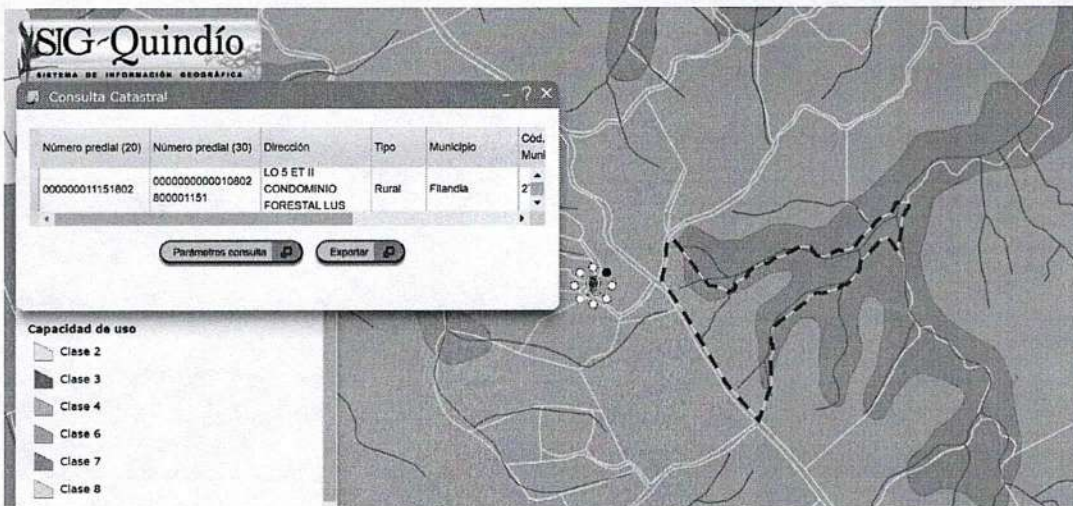 SIG-Quindío
SISTEMA DE INFORMACIÓN GEOGRÁFICA
Consulta Catastral
- ? X
Número predial (20) Número predial (30) Dirección Tipo Municipio Cód. Muni
000000011151802 0000000000010802 800001151 LO 5 ET II CONDOMINIO FORESTAL LUS Rural Filandia 2
Parámetros consulta Exportar
Capacidad de uso
Clase 2
Clase 3
Clase 4
Clase 6
Clase 7
Clase 8